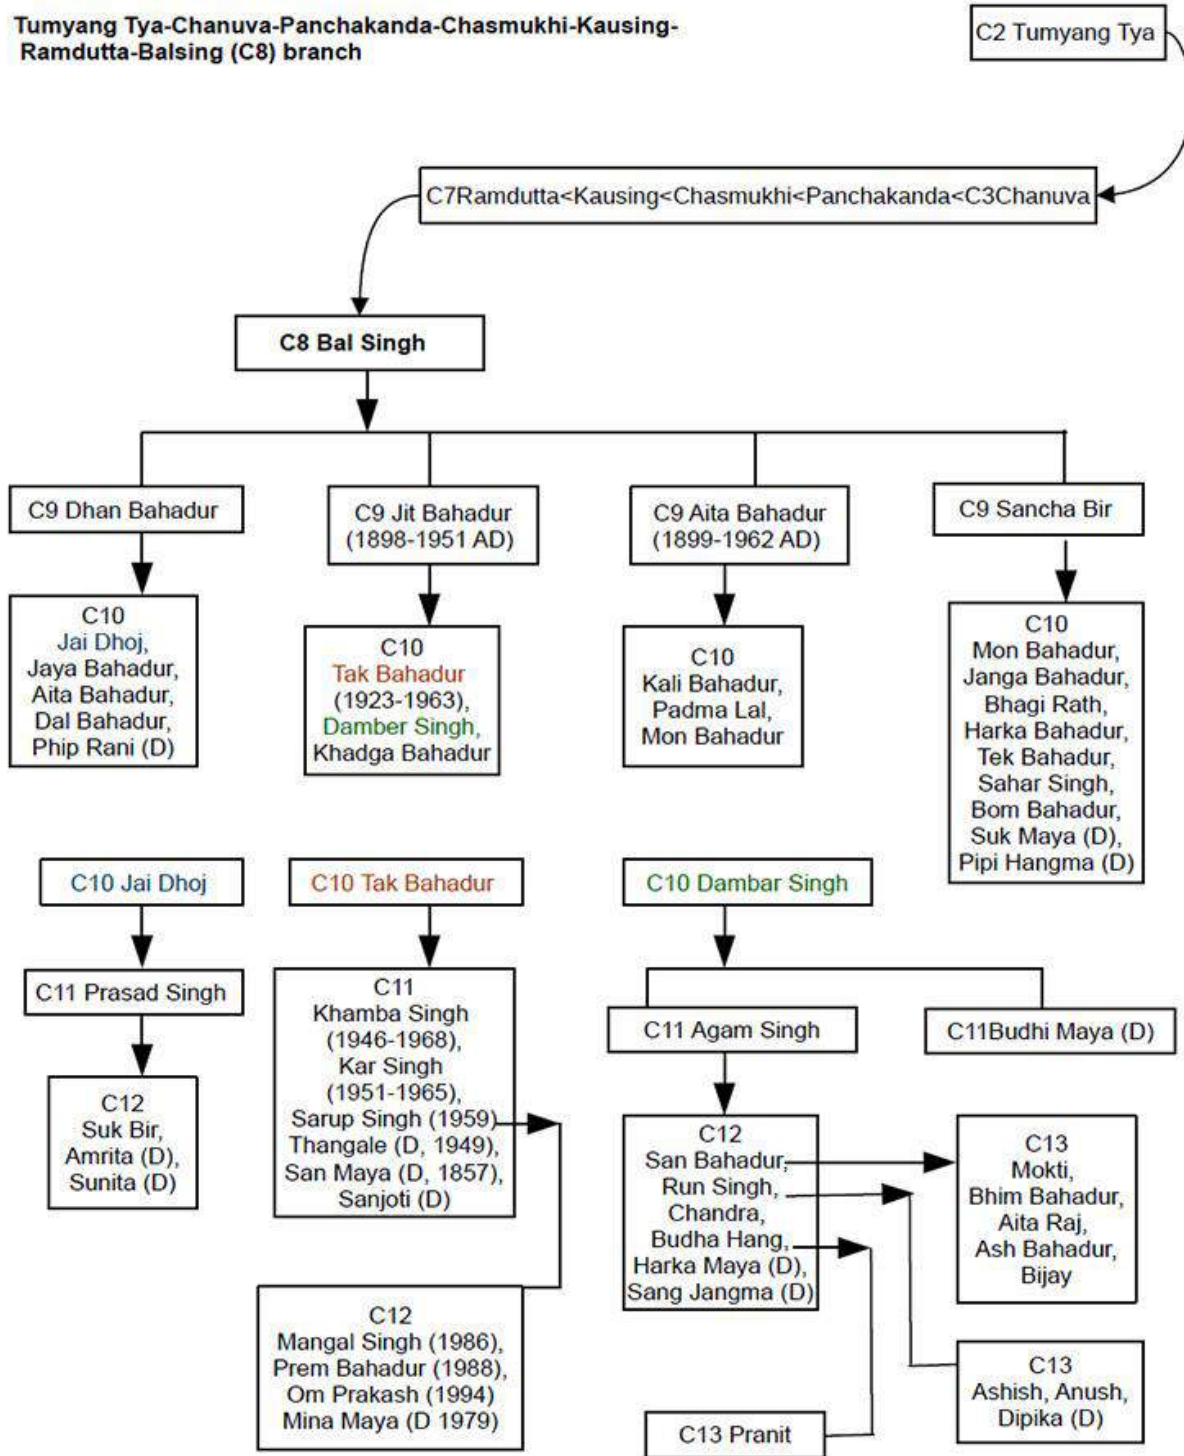 Tumyang Tya-Chanuva-Panchakanda-Chasmukhi-Kausing-
Ramdutta-Balsing (C8) branch
C2 Tumyang Tya
C7Ramdutta<Kausing<Chasmukhi<Panchakanda<C3Chanuva
C8 Bal Singh
C9 Dhan Bahadur
C9 Jit Bahadur
(1898-1951 AD)
C9 Aita Bahadur
(1899-1962 AD)
C9 Sancha Bir
C10
Jai Dhoj,
Jaya Bahadur,
Aita Bahadur,
Dal Bahadur,
Phip Rani (D)
C10
Tak Bahadur
(1923-1963),
Damber Singh,
Khadga Bahadur
C10
Kali Bahadur,
Padma Lal,
Mon Bahadur
C10
Mon Bahadur,
Janga Bahadur,
Bhagi Rath,
Harka Bahadur,
Tek Bahadur,
Sahar Singh,
Bom Bahadur,
Suk Maya (D),
Pipi Hangma (D)
C10 Jai Dhoj
C11 Prasad Singh
C12
Suk Bir,
Amrita (D),
Sunita (D)
C10 Tak Bahadur
C11
Khamba Singh
(1946-1968),
Kar Singh
(1951-1965),
Sarup Singh (1959)
Thangale (D, 1949),
San Maya (D, 1857),
Sanjoti (D)
C12
Mangal Singh (1986),
Prem Bahadur (1988),
Om Prakash (1994)
Mina Maya (D 1979)
C10 Dambar Singh
C11 Agam Singh
C11Budhi Maya (D)
C12
San Bahadur,
Run Singh,
Chandra,
Budha Hang,
Harka Maya (D),
Sang Jangma (D)
C13
Mokti,
Bhim Bahadur,
Aita Raj,
Ash Bahadur,
Bijay
C13
Ashish, Anush,
Dipika (D)
C13 Pranit